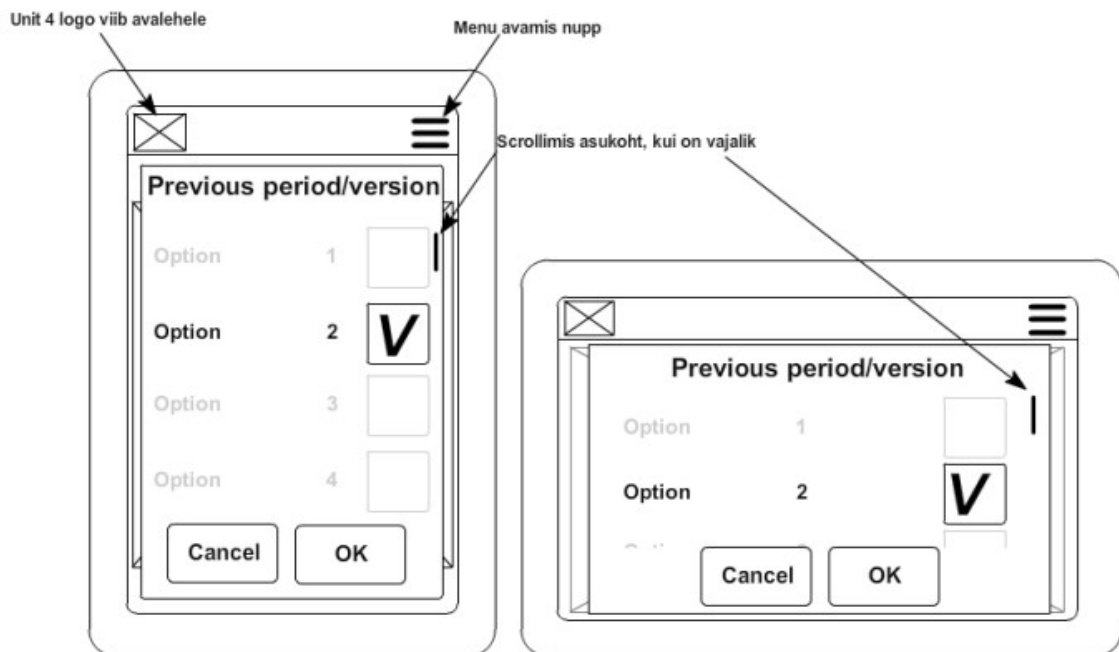 Unit 4 logo viib avalehele
Menu avamis nupp
Scrollimis asukoht, kui on vajalik
Previous period/version
Option 1
Option 2 V
Option 3
Option 4
Cancel OK
Previous period/version
Option 1
Option 2 V
Cancel OK